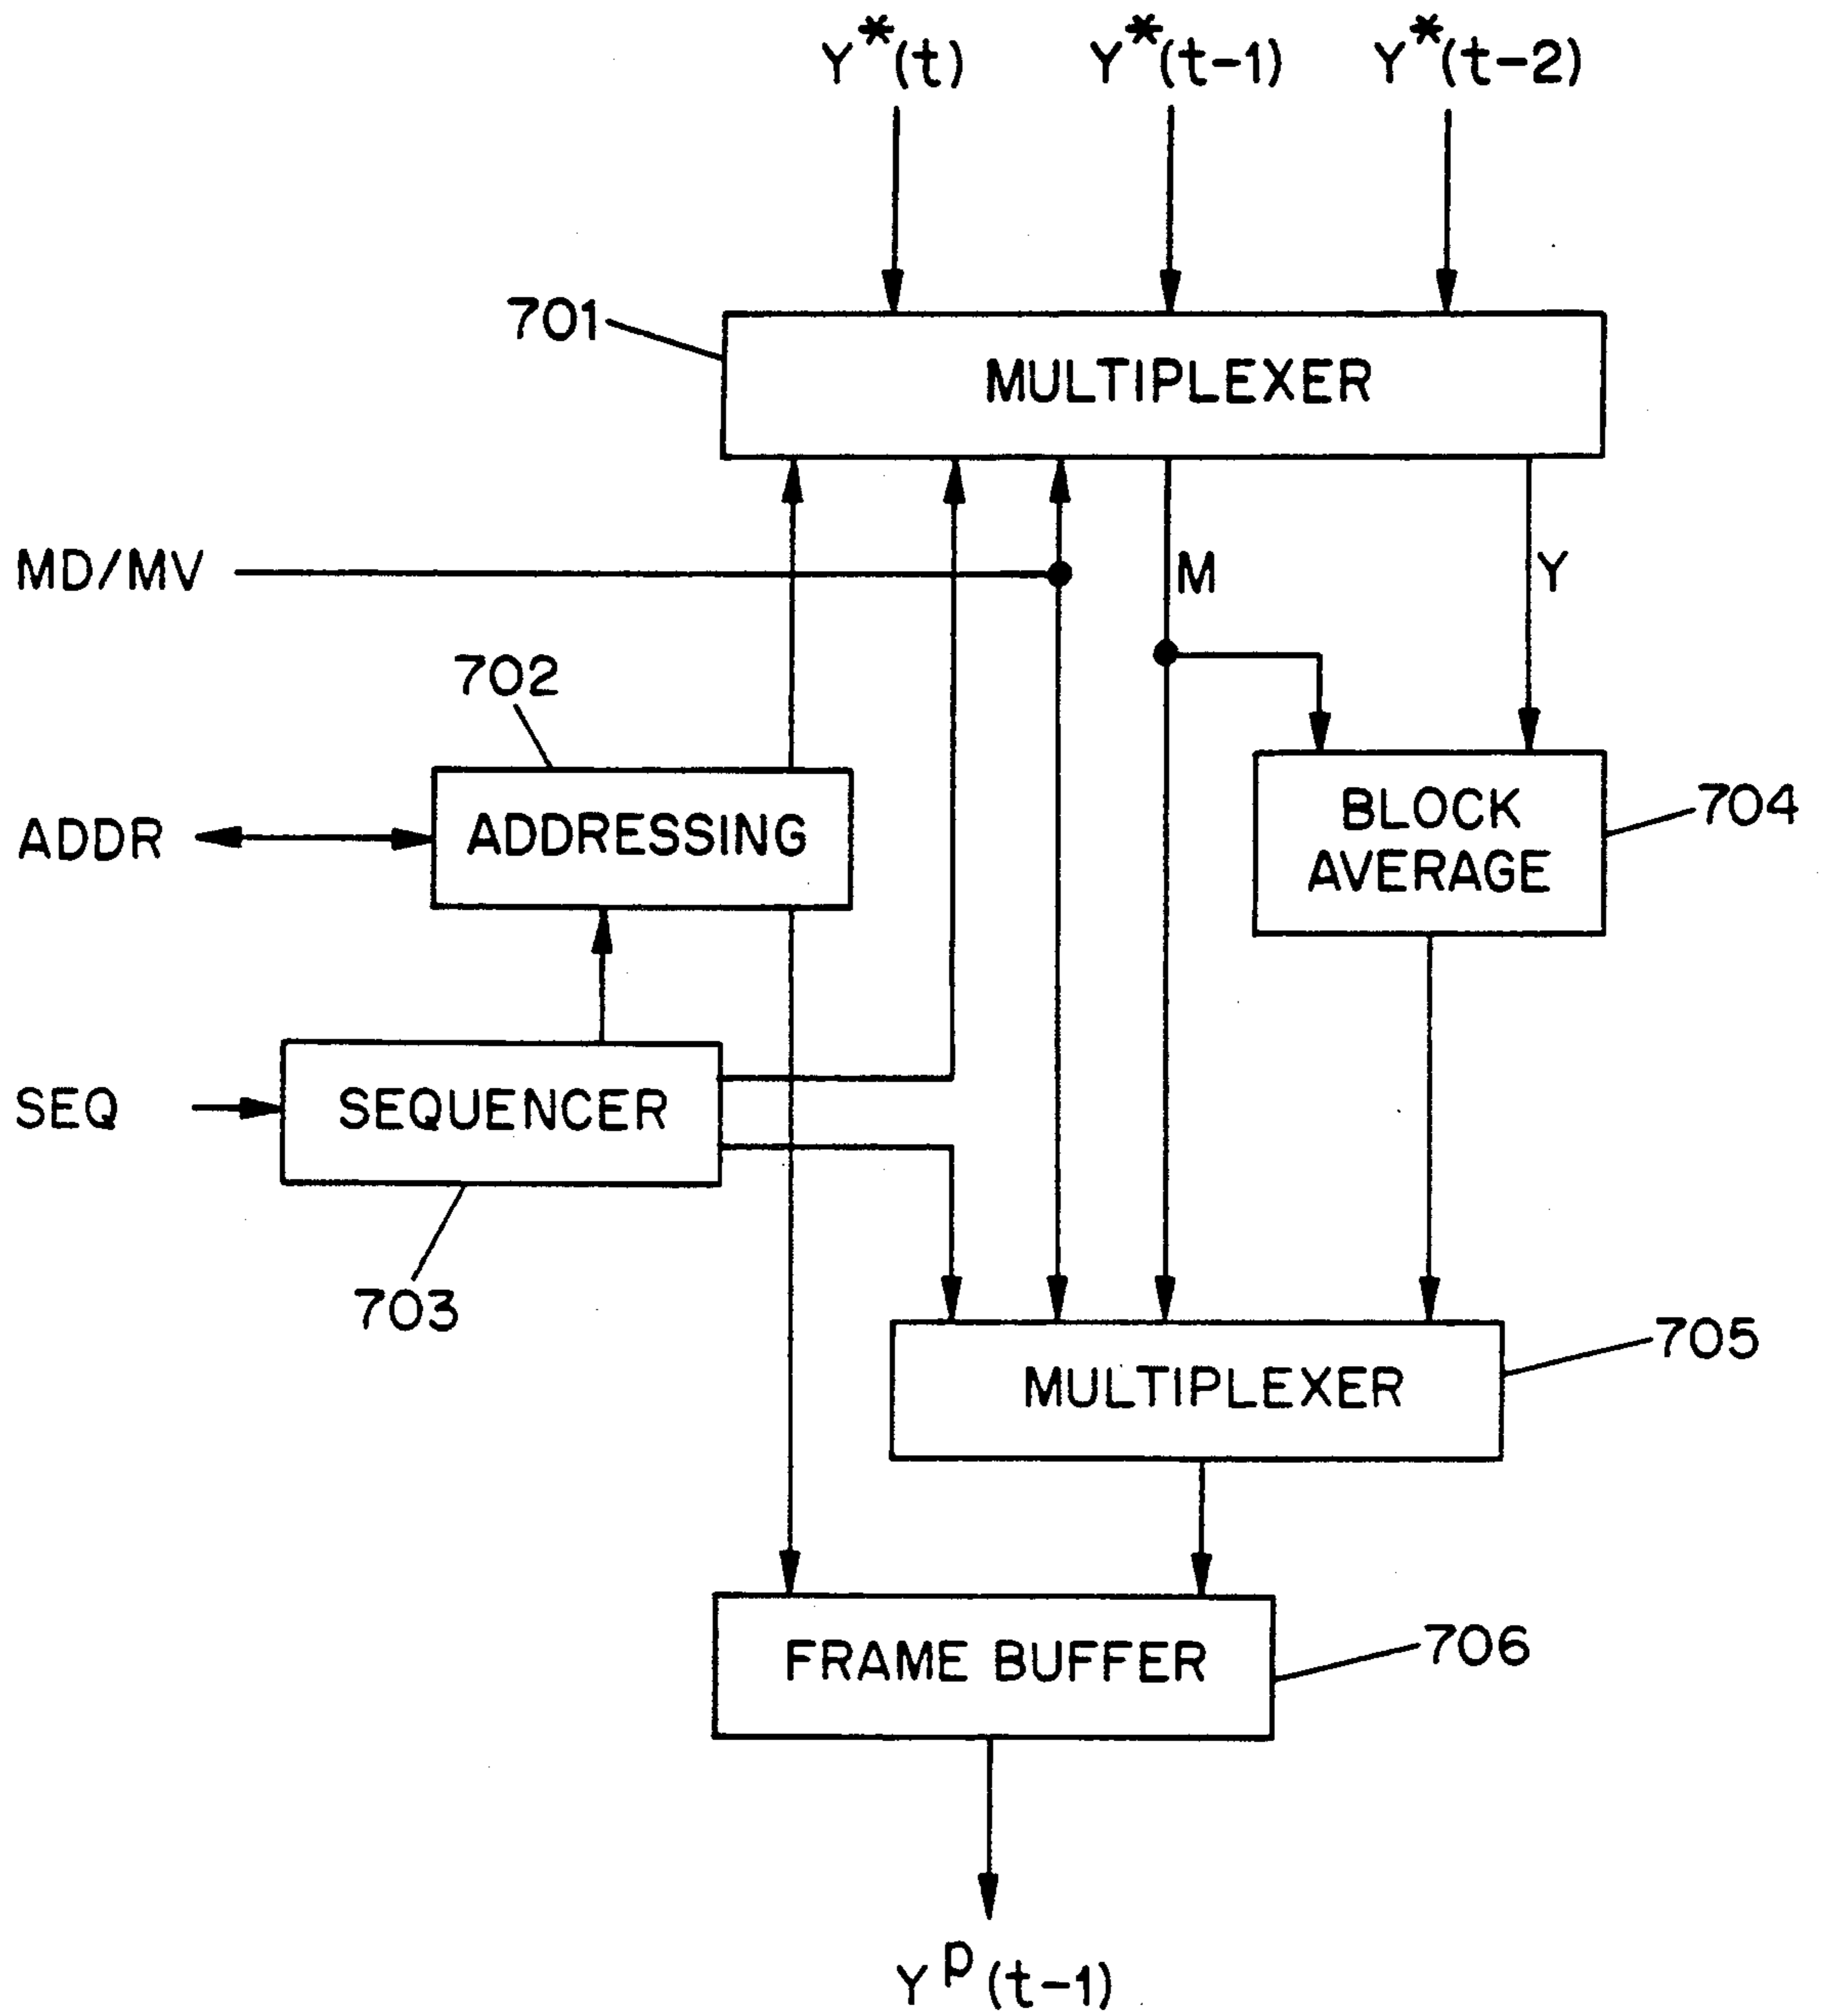 Y*(t) Y*(t-1) Y*(t-2)
701
MULTIPLEXER
MD/MV
M
Y
702
ADDR
ADDRESSING
BLOCK
AVERAGE
704
SEQ
SEQUENCER
703
705
MULTIPLEXER
FRAME BUFFER
706
Yᵖ(t-1)